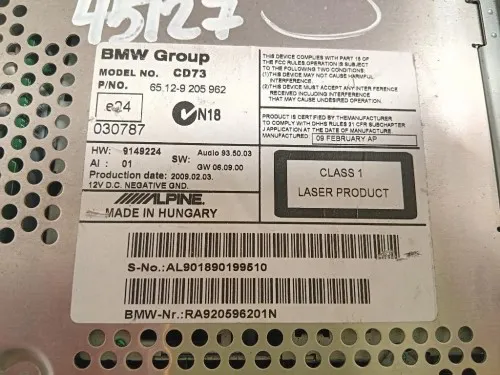 45127
BMW Group
MODEL NO. CD73
P/NO. 65.12-9 205 962
e24
030787
N18
THIS DEVICE COMPLIES WITH PART 15 OF
THE FCC RULES OPERATION IS SUBJECT
TO THE FOLLOWING TWO CONDITIONS:
(1)THIS DEVICE MAY NOT CAUSE HARMFUL
INTERFERENCE.
(2)THIS DEVICE MUST ACCEPT ANY INTERFERENCE
RECEIVED INCLUDING INTERFERENCE THAT
MAY CAUSE UNDESIRED OPERATION.
PRODUCT IS CERTIFIED BY THE MANUFACTURER
TO COMPLY WITH DHHS RULES 21 CFR SUBCHAPTER
J APPLICATION AT THE DATE OF MANUFACTURE
MANUFACTURED: 09 FEBRUARY AP
HW: 9149224 SW: Audio 93.50.03
AI: 01 GW 06.09.00
Production date: 2009.02.03.
12V D.C. NEGATIVE GND.
ALPINE
MADE IN HUNGARY
CLASS 1
LASER PRODUCT
S-No.: AL901890199510
BMW-Nr.: RA920596201N